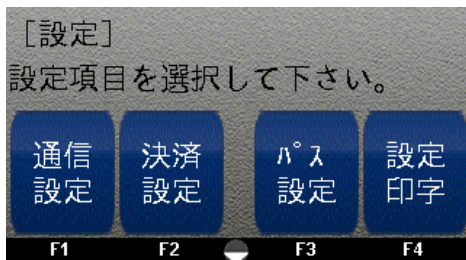 ［設定］
設定項目を選択して下さい。
通信 決済 ﾊﾟｽ 設定
設定 設定 設定 印字
F1 F2 F3 F4